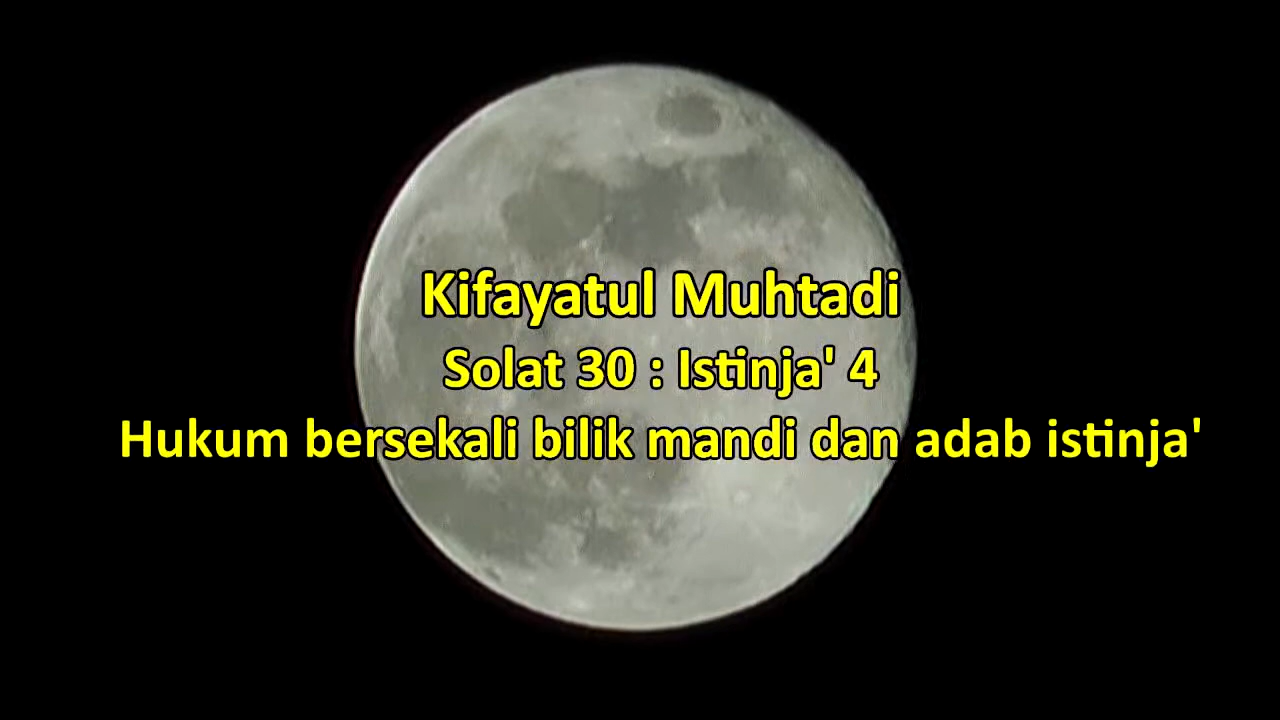 Kifayatul Muhtadi
Solat 30 : Istinja' 4
Hukum bersekali bilik mandi dan adab istinja'